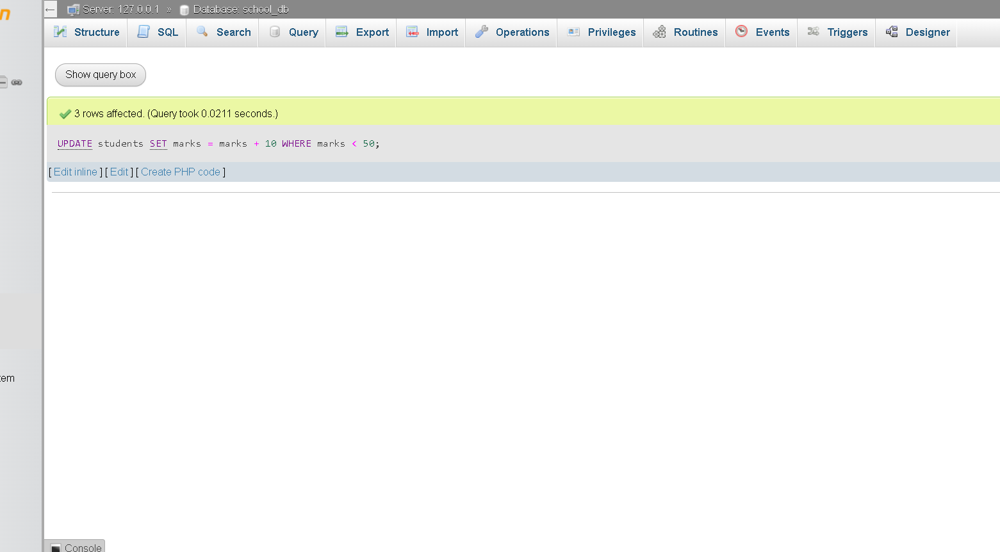 n
← Server: 127.0.0.1 » Database: school_db
Structure SQL Search Query Export Import Operations Privileges Routines Events Triggers Designer
Show query box
3 rows affected. (Query took 0.0211 seconds.)
UPDATE students SET marks = marks + 10 WHERE marks < 50;
[ Edit inline ] [ Edit ] [ Create PHP code ]
tem
Console